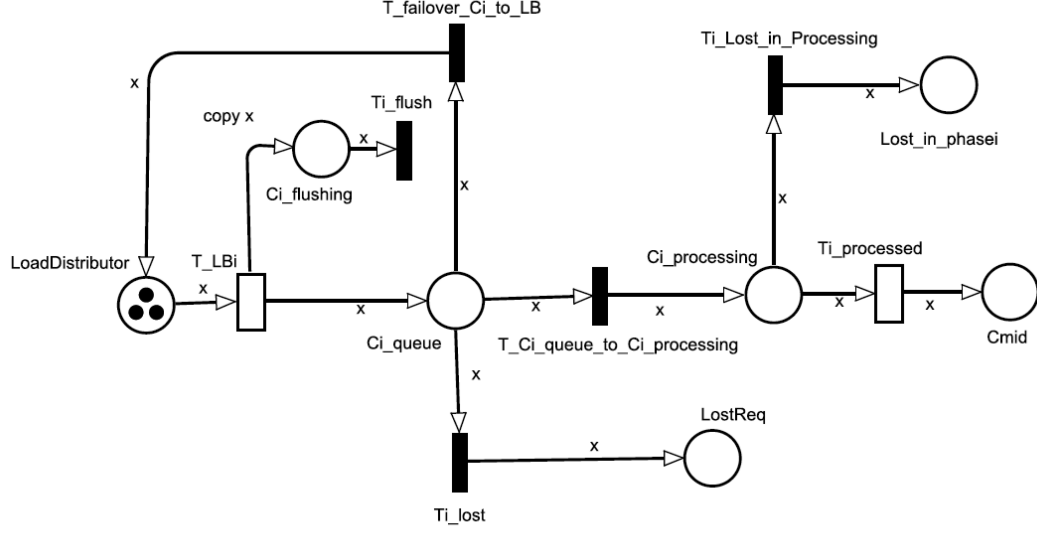 T_failover_Ci_to_LB
Ti_Lost_in_Processing
x
Ti_flush
x
copy x
x
Lost_in_phasei
Ci_flushing
x
x
LoadDistributor
T_LBi
Ci_processing
Ti_processed
x
x
x
x
x
x
Ci_queue
T_Ci_queue_to_Ci_processing
Cmid
x
LostReq
x
Ti_lost